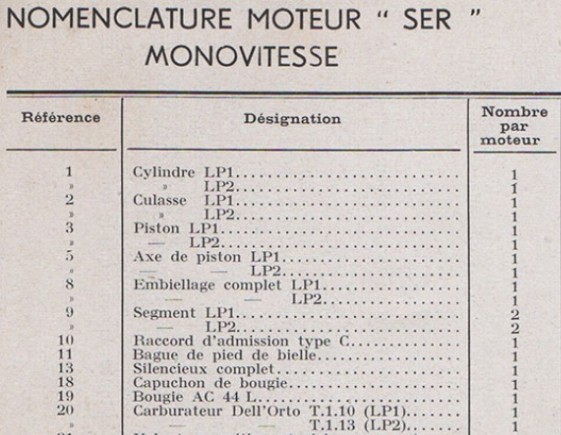 NOMENCLATURE MOTEUR “ SER ”
MONOVITESSE
Référence Désignation Nombre par moteur
1 Cylindre LP1 1
» » LP2 1
2 Culasse LP1 1
» » LP2 1
3 Piston LP1 1
» — LP2 1
5 Axe de piston LP1 1
» — — LP2 1
8 Embiellage complet LP1 1
» — — LP2 1
9 Segment LP1 2
» — LP2 2
10 Raccord d'admission type C 1
11 Bague de pied de bielle 1
13 Silencieux complet 1
18 Capuchon de bougie 1
19 Bougie AC 44 L 1
20 Carburateur Dell'Orto T.1.10 (LP1) 1
» — — T.1.13 (LP2) 1